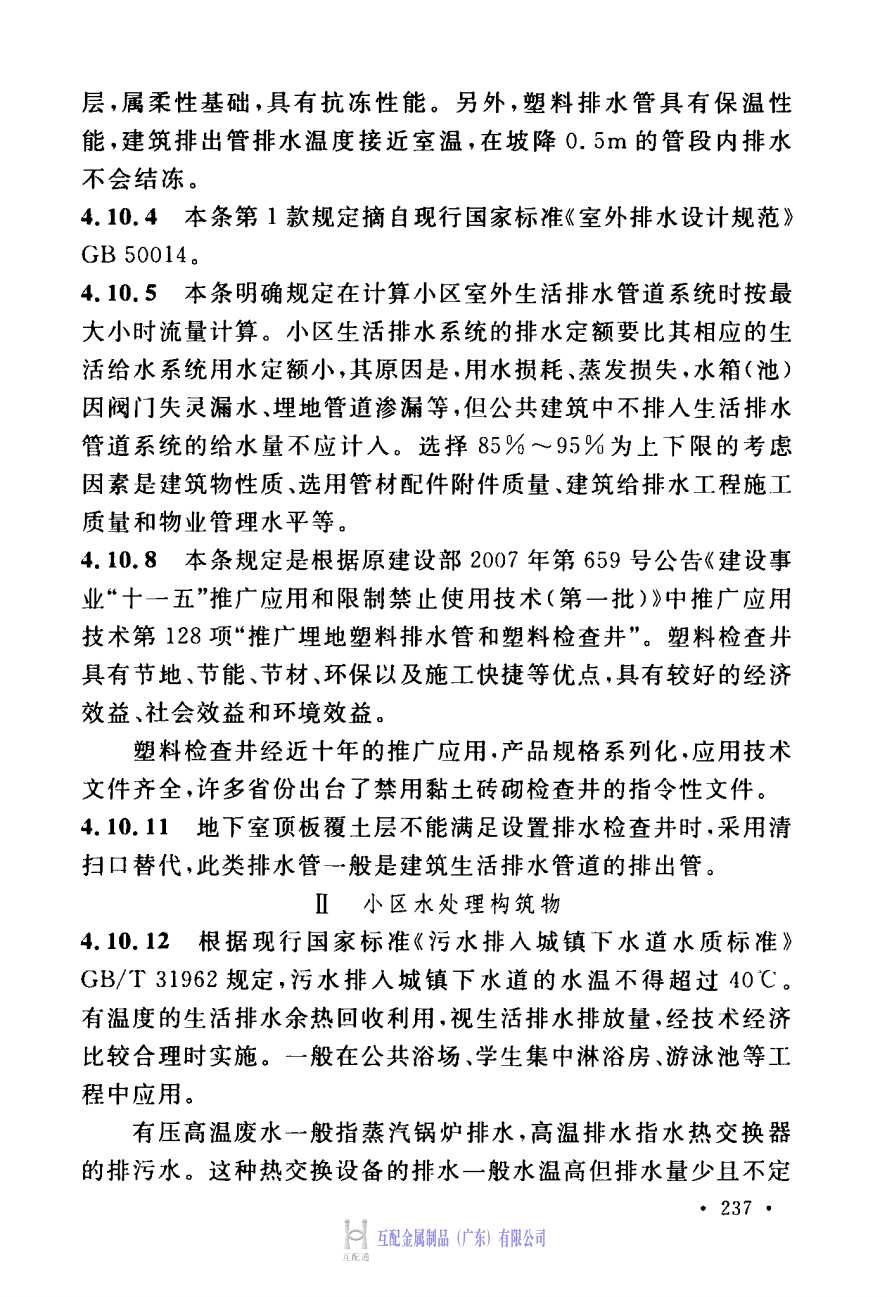 层,属柔性基础,具有抗冻性能。另外,塑料排水管具有保温性
能,建筑排出管排水温度接近室温,在坡降 0.5m 的管段内排水
不会结冻。
4.10.4 本条第 1 款规定摘自现行国家标准《室外排水设计规范》
GB 50014。
4.10.5 本条明确规定在计算小区室外生活排水管道系统时按最
大小时流量计算。小区生活排水系统的排水定额要比其相应的生
活给水系统用水定额小,其原因是,用水损耗、蒸发损失,水箱(池)
因阀门失灵漏水、埋地管道渗漏等,但公共建筑中不排入生活排水
管道系统的给水量不应计入。选择 85%～95%为上下限的考虑
因素是建筑物性质、选用管材配件附件质量、建筑给排水工程施工
质量和物业管理水平等。
4.10.8 本条规定是根据原建设部 2007 年第 659 号公告《建设事
业“十一五”推广应用和限制禁止使用技术(第一批)》中推广应用
技术第 128 项“推广埋地塑料排水管和塑料检查井”。塑料检查井
具有节地、节能、节材、环保以及施工快捷等优点,具有较好的经济
效益、社会效益和环境效益。
塑料检查井经近十年的推广应用,产品规格系列化,应用技术
文件齐全,许多省份出台了禁用黏土砖砌检查井的指令性文件。
4.10.11 地下室顶板覆土层不能满足设置排水检查井时,采用清
扫口替代,此类排水管一般是建筑生活排水管道的排出管。
Ⅱ 小区水处理构筑物
4.10.12 根据现行国家标准《污水排入城镇下水道水质标准》
GB/T 31962 规定,污水排入城镇下水道的水温不得超过 40℃。
有温度的生活排水余热回收利用,视生活排水排放量,经技术经济
比较合理时实施。一般在公共浴场、学生集中淋浴房、游泳池等工
程中应用。
有压高温废水一般指蒸汽锅炉排水,高温排水指水热交换器
的排污水。这种热交换设备的排水一般水温高但排水量少且不定
• 237 •
互配金属制品(广东)有限公司
互配通